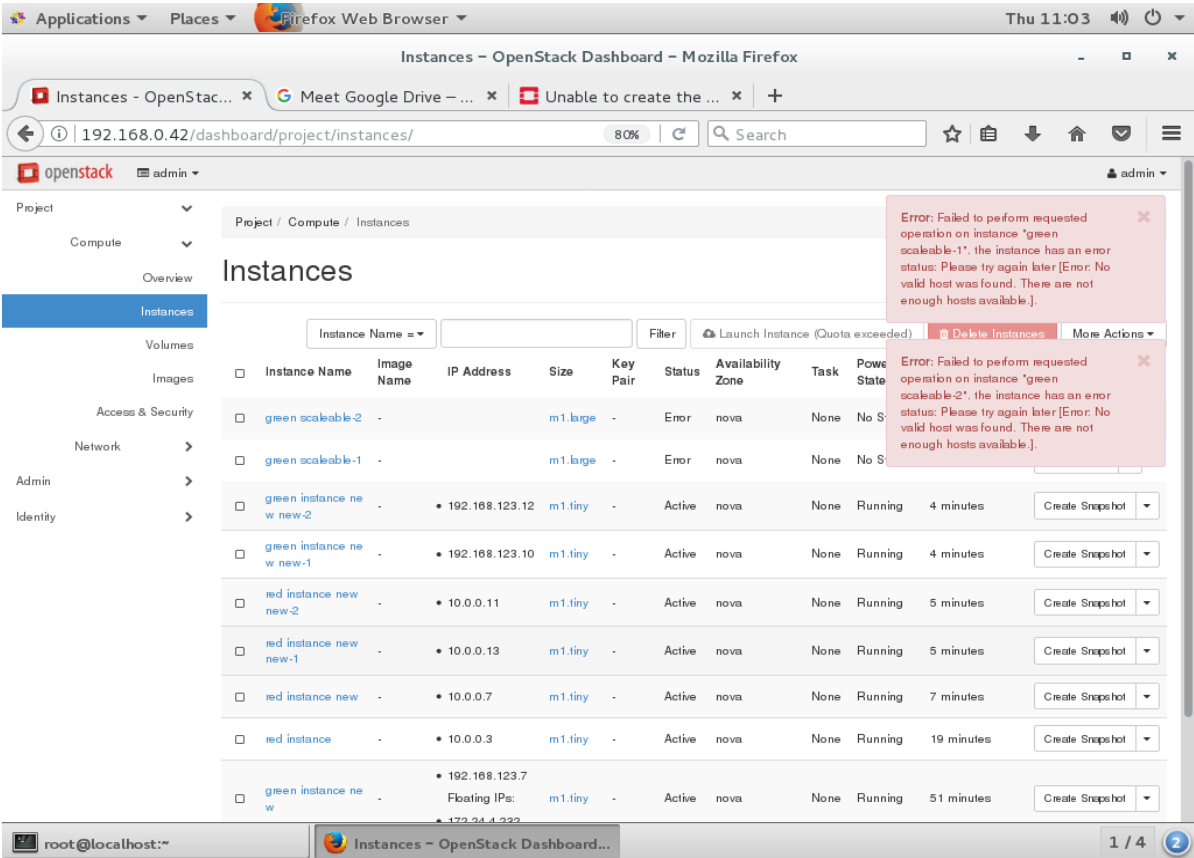 Applications Places Firefox Web Browser Thu 11:03
Instances – OpenStack Dashboard – Mozilla Firefox
Instances - OpenStac... G Meet Google Drive – ... Unable to create the ...
192.168.0.42/dashboard/project/instances/ 80% Search
openstack admin admin
Project
Compute
Overview
Instances
Volumes
Images
Access & Security
Network
Admin
Identity
Project / Compute / Instances
Instances
Error: Failed to perform requested
operation on instance "green
scaleable-1", the instance has an error
status: Please try again later [Error: No
valid host was found. There are not
enough hosts available.].
Instance Name = Filter Launch Instance (Quota exceeded) Delete Instances More Actions
Error: Failed to perform requested
operation on instance "green
scaleable-2", the instance has an error
status: Please try again later [Error: No
valid host was found. There are not
enough hosts available.].
Instance Name Image Name IP Address Size Key Pair Status Availability Zone Task State
green scaleable-2 - m1.large - Error nova None No
green scaleable-1 - m1.large - Error nova None No
green instance ne
w new-2 - • 192.168.123.12 m1.tiny - Active nova None Running 4 minutes Create Snapshot
green instance ne
w new-1 - • 192.168.123.10 m1.tiny - Active nova None Running 4 minutes Create Snapshot
red instance new
new-2 - • 10.0.0.11 m1.tiny - Active nova None Running 5 minutes Create Snapshot
red instance new
new-1 - • 10.0.0.13 m1.tiny - Active nova None Running 5 minutes Create Snapshot
red instance new - • 10.0.0.7 m1.tiny - Active nova None Running 7 minutes Create Snapshot
red instance - • 10.0.0.3 m1.tiny - Active nova None Running 19 minutes Create Snapshot
green instance ne
w - • 192.168.123.7
Floating IPs: m1.tiny - Active nova None Running 51 minutes Create Snapshot
• 172.24.4.232
root@localhost:~ Instances – OpenStack Dashboard... 1 / 4 2